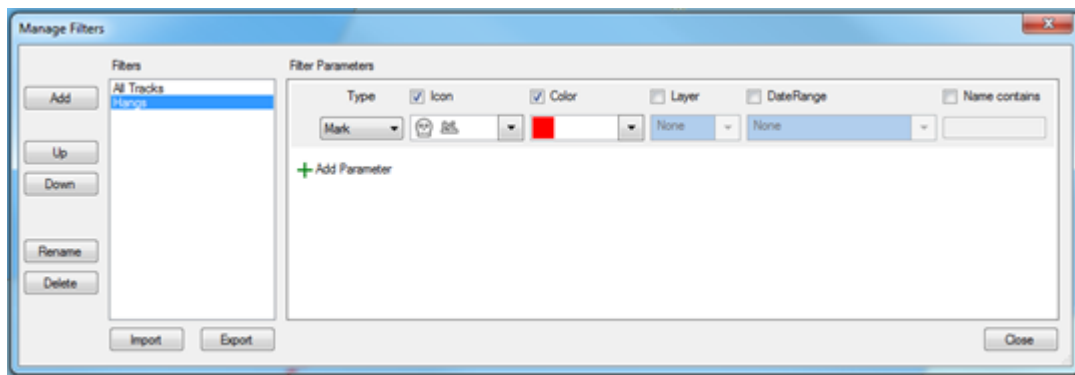 Manage Filters
Filters
Filter Parameters
Add
Up
Down
Rename
Delete
All Tracks
Hangs
Type
Icon
Color
Layer
DateRange
Name contains
Mark
None
None
Add Parameter
Import
Export
Close